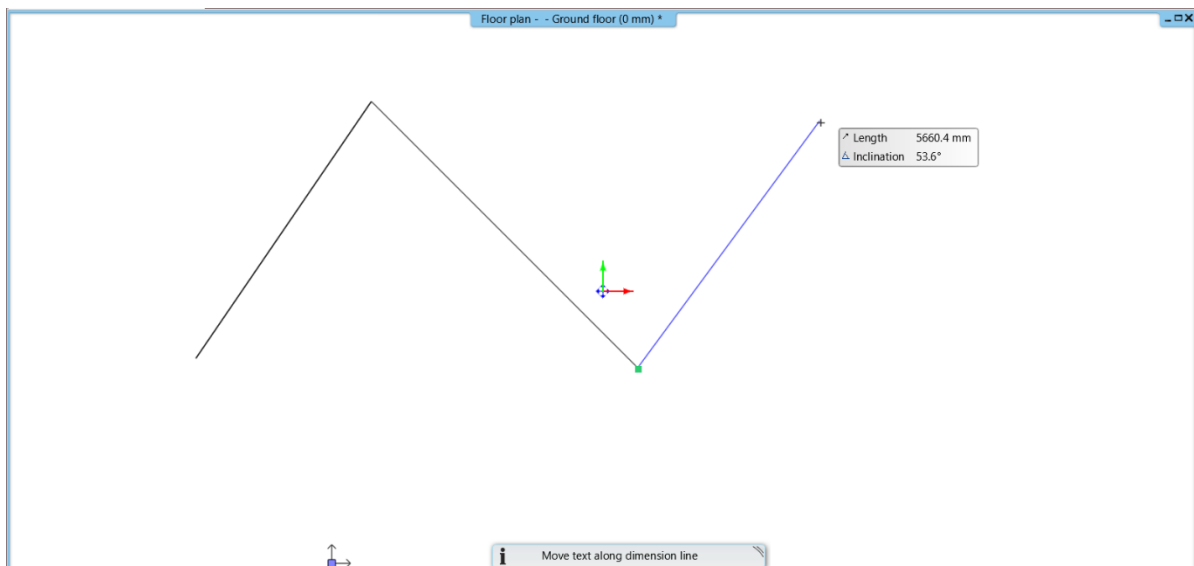 Floor plan - - Ground floor (0 mm) *
Length 5660.4 mm
Inclination 53.6°
Move text along dimension line